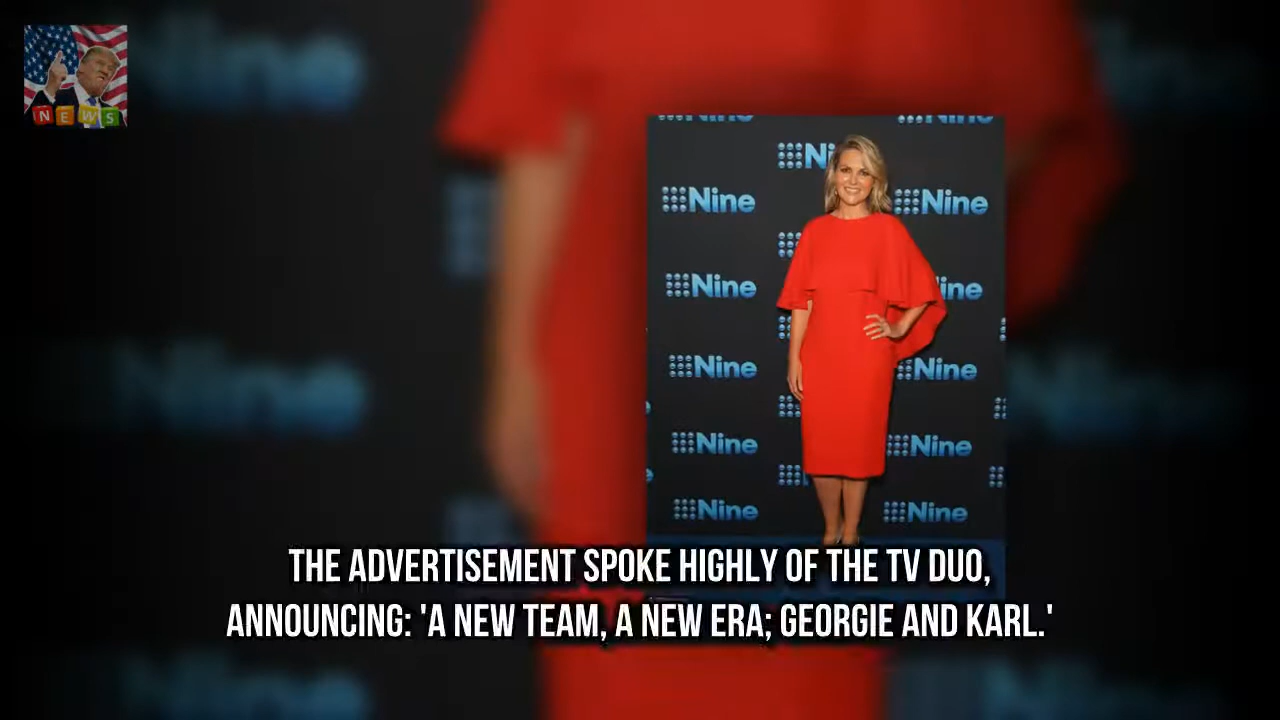 NEWS
Nine
Nine
Nine
Nine
Nine
Nine
Nine
Nine
Nine
Nine
THE ADVERTISEMENT SPOKE HIGHLY OF THE TV DUO,
ANNOUNCING: 'A NEW TEAM, A NEW ERA; GEORGIE AND KARL.'